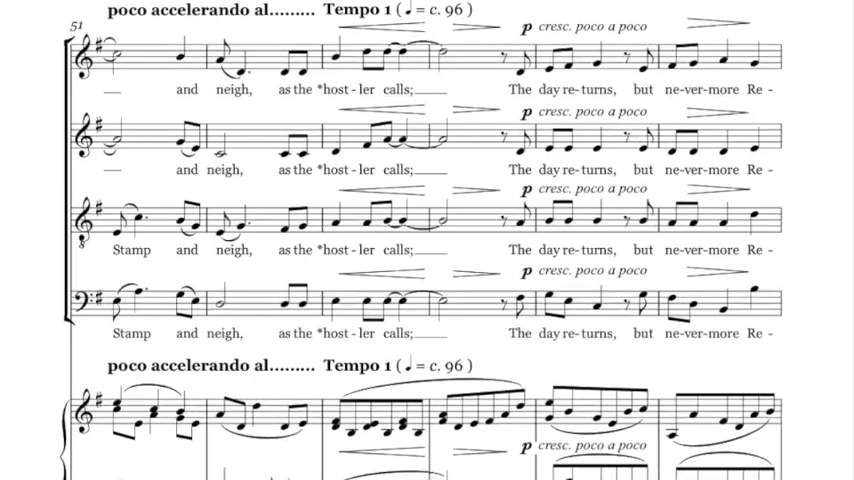 poco accelerando al......... Tempo 1 ( ♩ = c. 96 )
51
p cresc. poco a poco
and neigh, as the *host - ler calls; The day re - turns, but ne-ver-more Re -
p cresc. poco a poco
and neigh, as the *host - ler calls; The day re - turns, but ne-ver-more Re -
p cresc. poco a poco
8
Stamp and neigh, as the *host - ler calls; The day re - turns, but ne-ver-more Re -
p cresc. poco a poco
Stamp and neigh, as the *host - ler calls; The day re - turns, but ne-ver-more Re -
poco accelerando al......... Tempo 1 ( ♩ = c. 96 )
p cresc. poco a poco